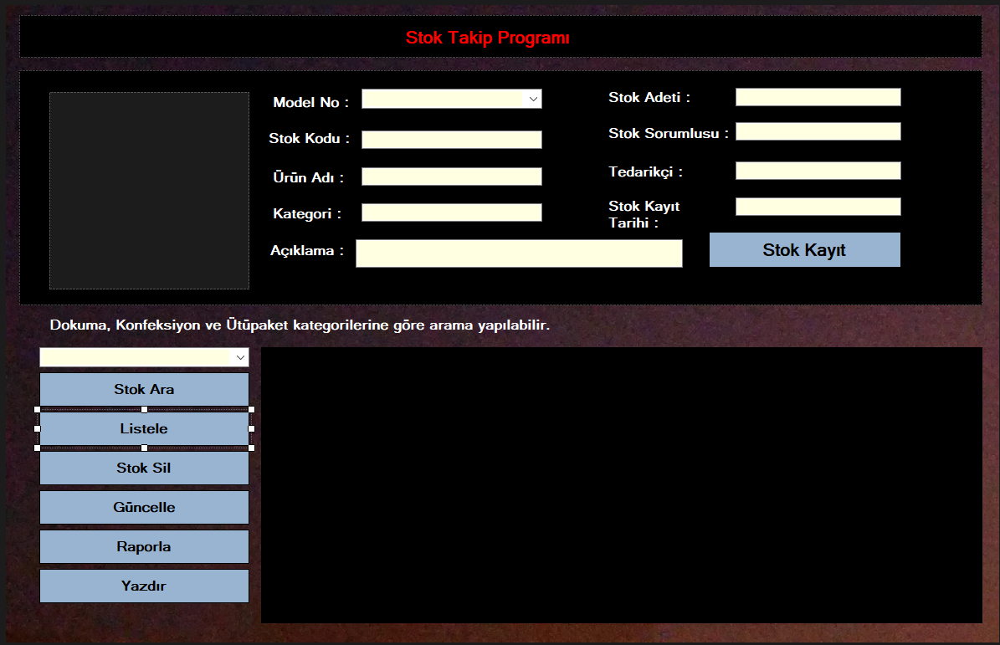 Stok Takip Programı
Model No :
Stok Kodu :
Ürün Adı :
Kategori :
Açıklama :
Stok Adeti :
Stok Sorumlusu :
Tedarikçi :
Stok Kayıt
Tarihi :
Stok Kayıt
Dokuma, Konfeksiyon ve Ütüpaket kategorilerine göre arama yapılabilir.
Stok Ara
Listele
Stok Sil
Güncelle
Raporla
Yazdır